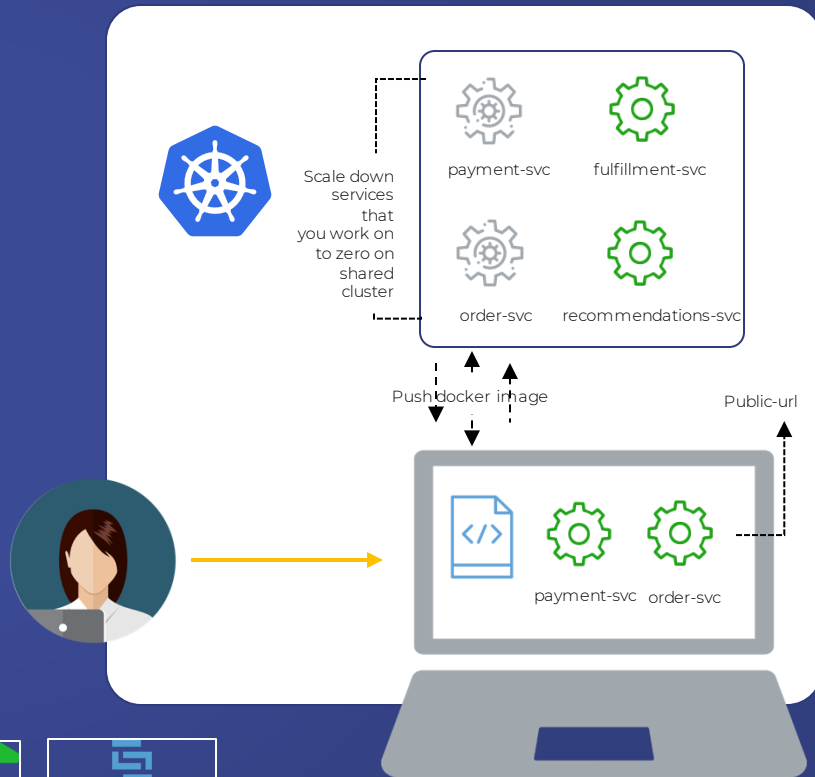 payment-svc
fulfillment-svc
Scale down
services
that
you work on
to zero on
shared
cluster
order-svc
recommendations-svc
Push docker image
Public-url
payment-svc
order-svc